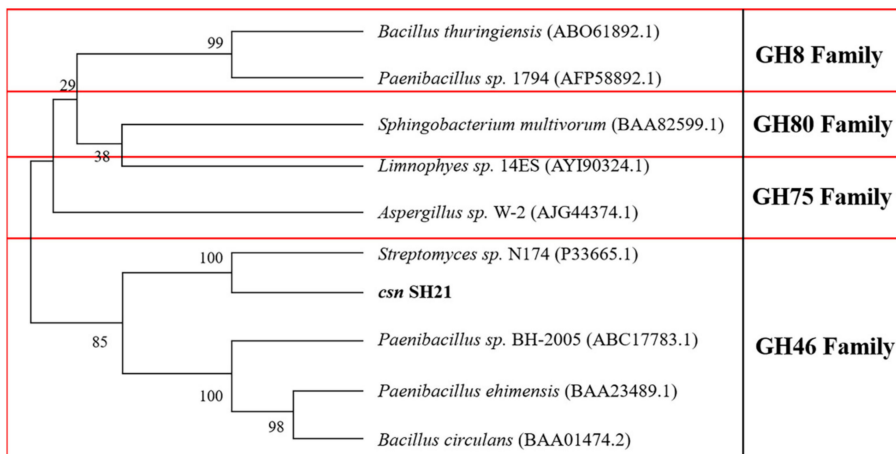 Bacillus thuringiensis (ABO61892.1)
99
GH8 Family
Paenibacillus sp. 1794 (AFP58892.1)
29
Sphingobacterium multivorum (BAA82599.1)
GH80 Family
38
Limnophyes sp. 14ES (AYI90324.1)
GH75 Family
Aspergillus sp. W-2 (AJG44374.1)
Streptomyces sp. N174 (P33665.1)
100
csn SH21
85
Paenibacillus sp. BH-2005 (ABC17783.1)
GH46 Family
Paenibacillus ehimensis (BAA23489.1)
100
98
Bacillus circulans (BAA01474.2)